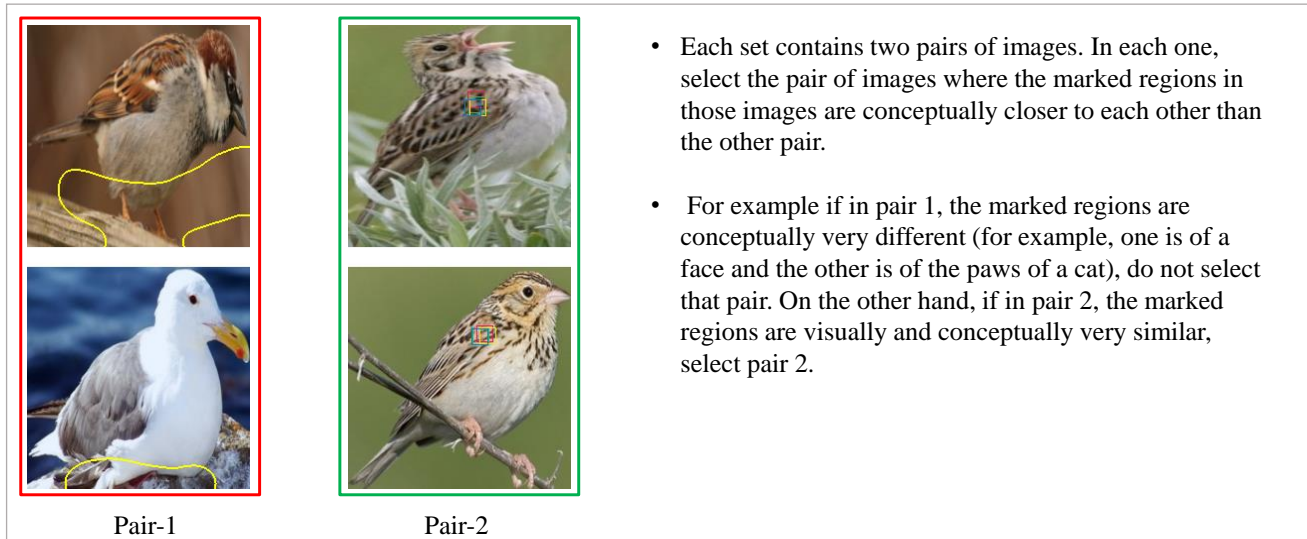 • Each set contains two pairs of images. In each one,
select the pair of images where the marked regions in
those images are conceptually closer to each other than
the other pair.
• For example if in pair 1, the marked regions are
conceptually very different (for example, one is of a
face and the other is of the paws of a cat), do not select
that pair. On the other hand, if in pair 2, the marked
regions are visually and conceptually very similar,
select pair 2.
Pair-1
Pair-2